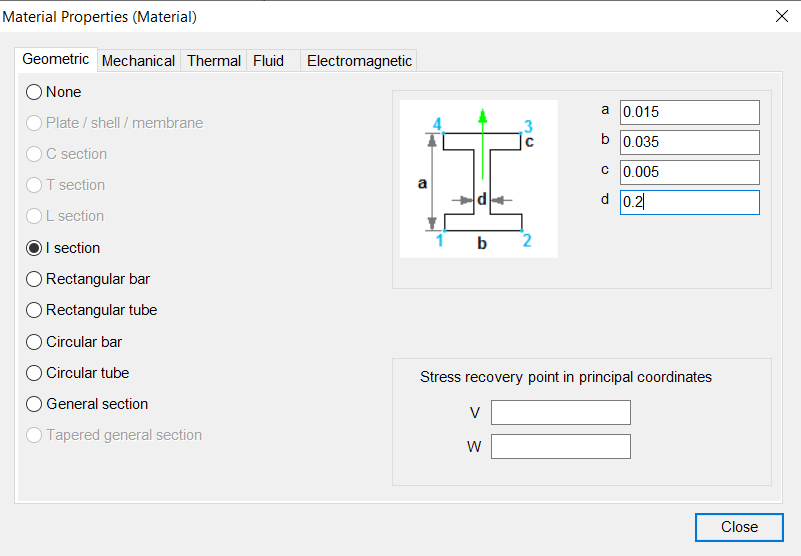 Material Properties (Material)
Geometric Mechanical Thermal Fluid Electromagnetic
None
Plate / shell / membrane
C section
T section
L section
I section
Rectangular bar
Rectangular tube
Circular bar
Circular tube
General section
Tapered general section
4 3
c
a
d
1 b 2
a 0.015
b 0.035
c 0.005
d 0.2
Stress recovery point in principal coordinates
V
W
Close